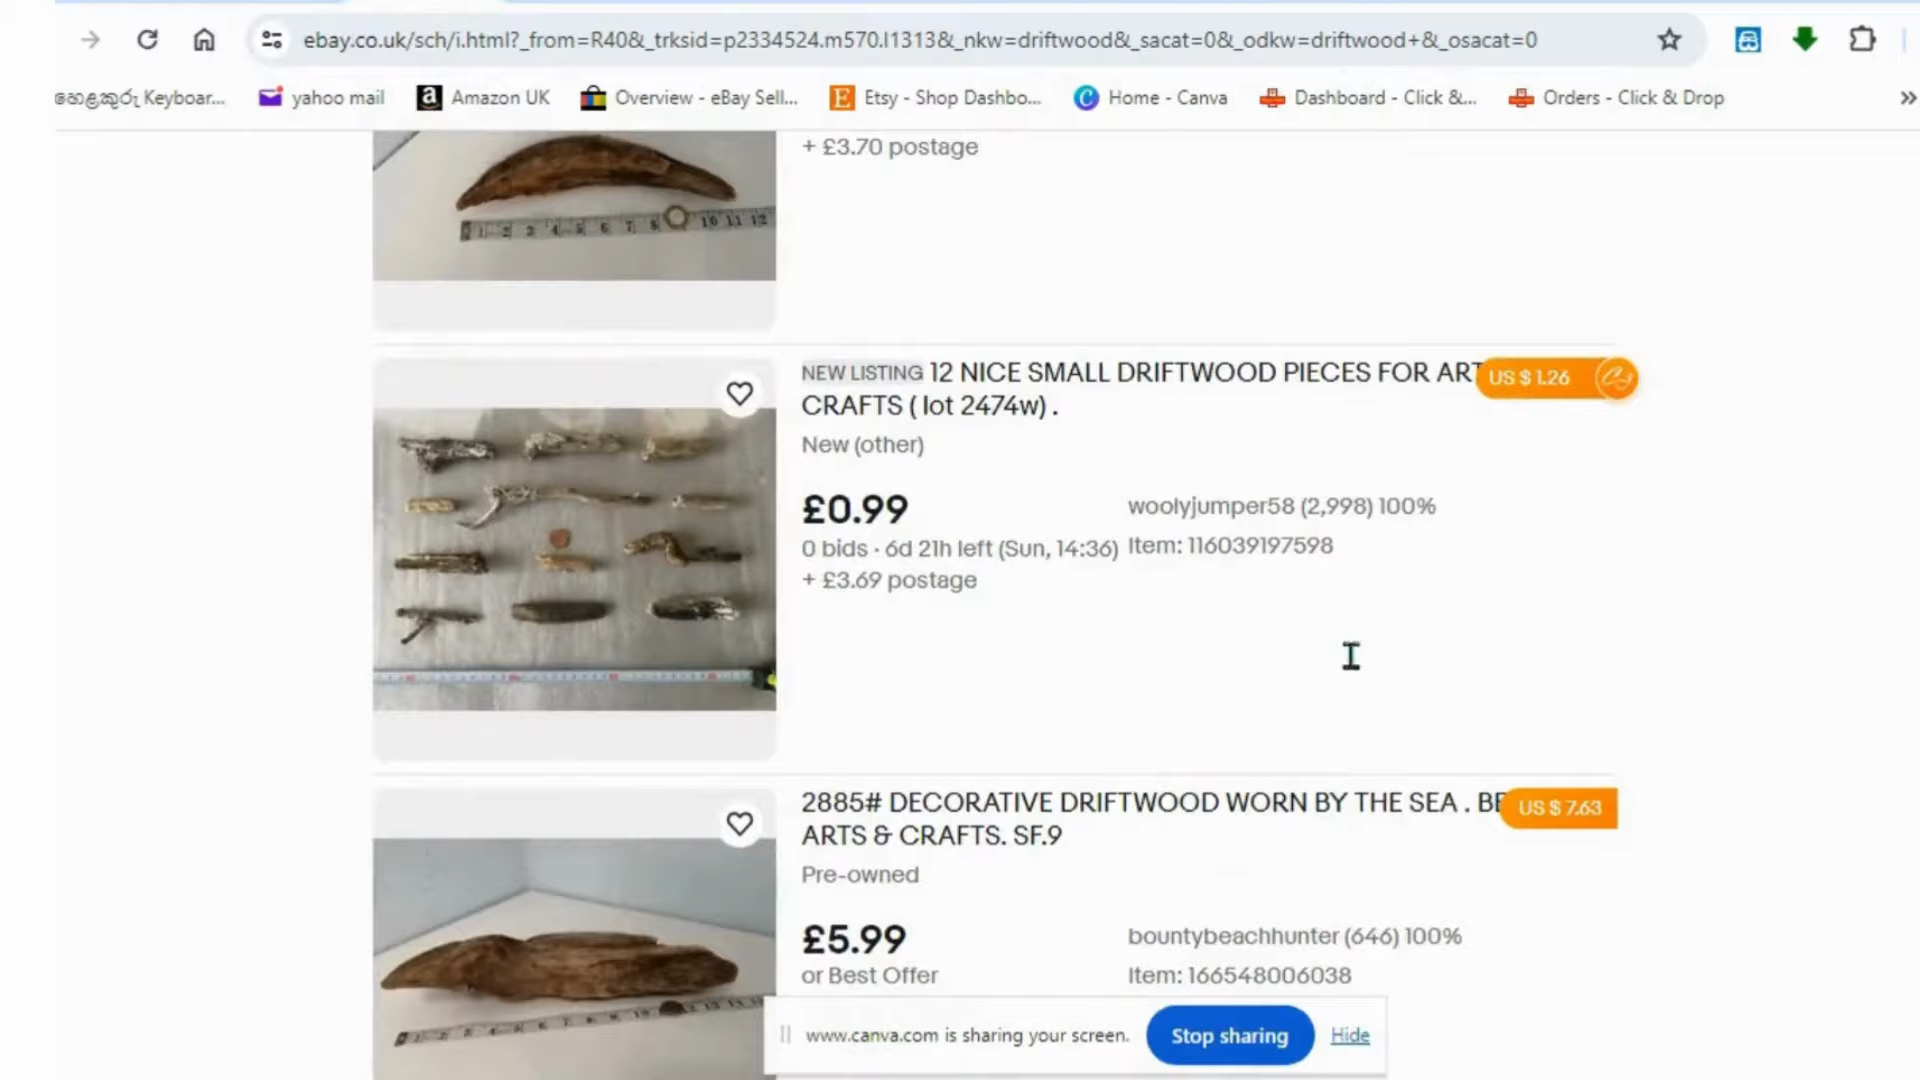 ebay.co.uk/sch/i.html?_from=R40&_trksid=p2334524.m570.l1313&_nkw=driftwood&_sacat=0&_odkw=driftwood+&_osacat=0
හෙළකුරු Keyboar... yahoo mail Amazon UK Overview - eBay Sell... Etsy - Shop Dashbo... Home - Canva Dashboard - Click &... Orders - Click & Drop
+ £3.70 postage
NEW LISTING 12 NICE SMALL DRIFTWOOD PIECES FOR ART
US $ 1.26
CRAFTS ( lot 2474w) .
New (other)
£0.99
woolyjumper58 (2,998) 100%
0 bids · 6d 21h left (Sun, 14:36)
Item: 116039197598
+ £3.69 postage
2885# DECORATIVE DRIFTWOOD WORN BY THE SEA . BE
US $ 7.63
ARTS & CRAFTS. SF.9
Pre-owned
£5.99
bountybeachhunter (646) 100%
or Best Offer
Item: 166548006038
www.canva.com is sharing your screen.
Stop sharing
Hide